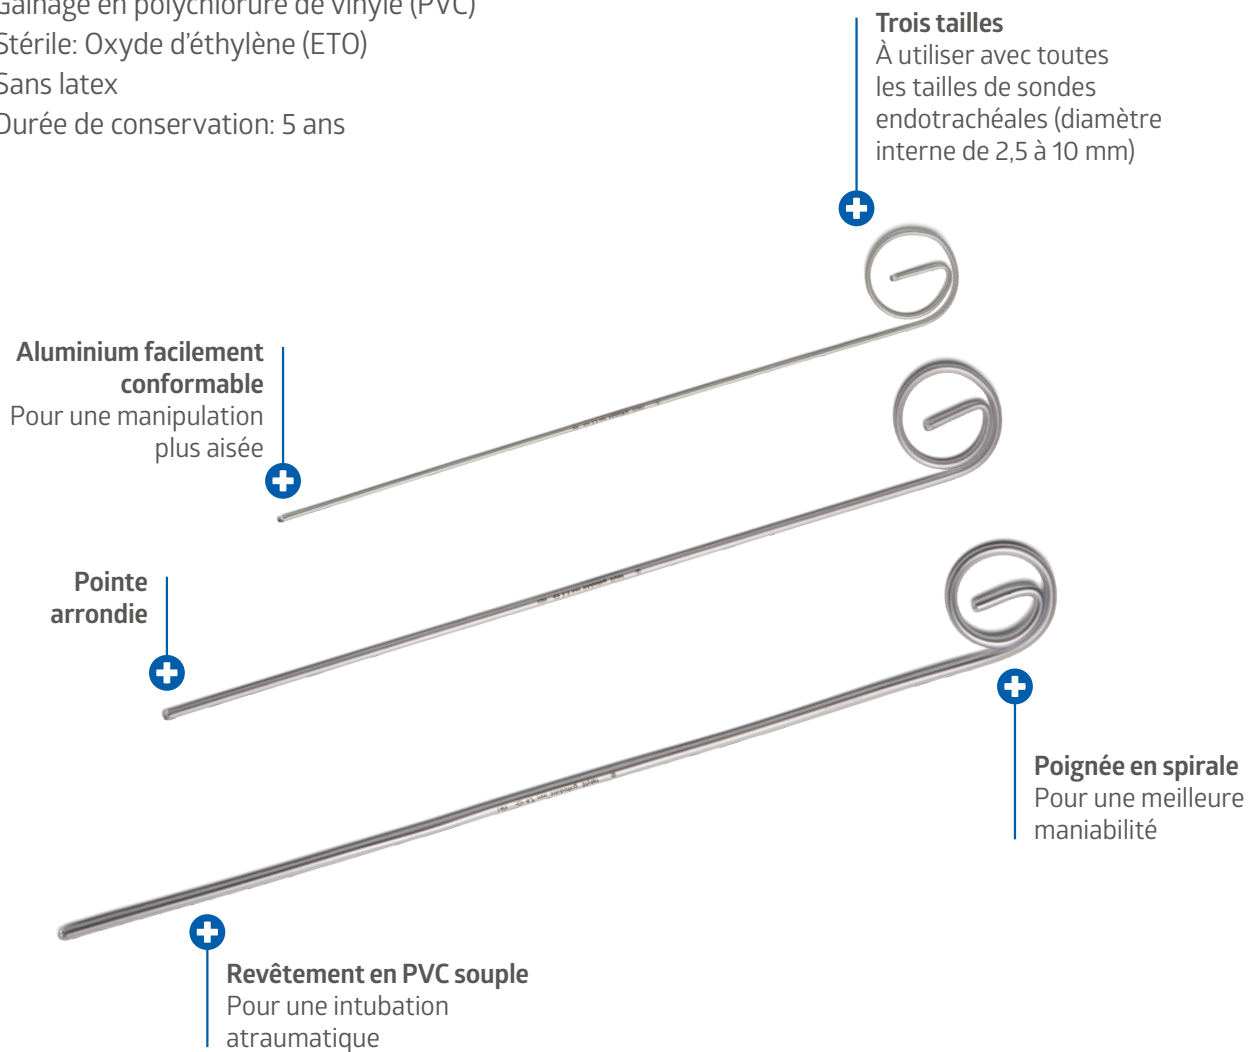 Gainage en polychlorure de vinyle (PVC)
Stérile: Oxyde d'éthylène (ETO)
Sans latex
Durée de conservation: 5 ans
Trois tailles
À utiliser avec toutes
les tailles de sondes
endotrachéales (diamètre
interne de 2,5 à 10 mm)
Aluminium facilement
conformable
Pour une manipulation
plus aisée
Pointe
arrondie
Poignée en spirale
Pour une meilleure
maniabilité
Revêtement en PVC souple
Pour une intubation
atraumatique